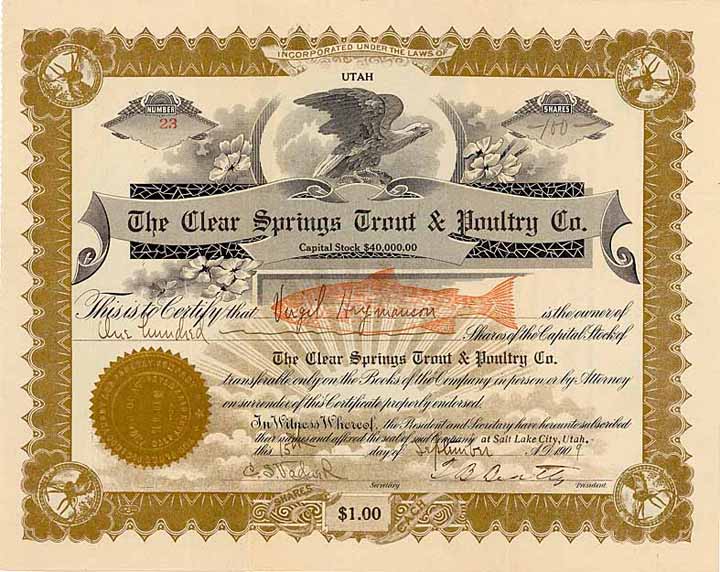 INCORPORATED UNDER THE LAWS OF
UTAH
NUMBER
23
SHARES
100
The Clear Springs Trout & Poultry Co.
Capital Stock $40,000.00
This is to Certify that Virgil is the owner of
One hundred Shares of the Capital Stock of
The Clear Springs Trout & Poultry Co.
transferable only on the Books of the Company in person or by Attorney
on surrender of this Certificate properly endorsed.
In Witness Whereof, the President and Secretary have hereunto subscribed
their names and affixed the seal of said Company at Salt Lake City, Utah,
this 15th day of September A.D. 1909
Secretary President
SHARES $1.00 EACH